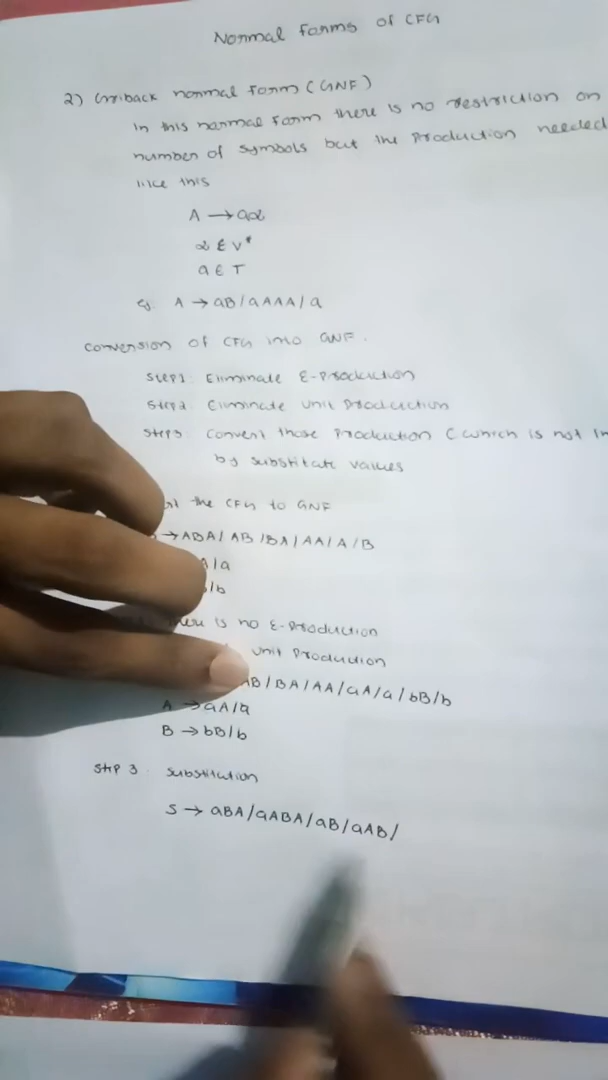 Normal Forms of CFG
2) Griback normal form (GNF)
In this normal form there is no restriction on
number of symbols but the production needed
like this
A → aα
α ∈ V*
a ∈ T
eg. A → aB/aAAA/a
Conversion of CFG into GNF.
Step1: Eliminate ε-production
Step2: Eliminate unit production
Step3: Convert those production (which is not in
by substitate values
the CFG to GNF
→ ABA/ AB /BA/ AA/ A/B
/a
/b
is no ε-production
unit production
B/BA/AA/aA/a/bB/b
A → aA/a
B → bB/b
Step 3: Substitution
S → aBA/aABA/aB/aAB/